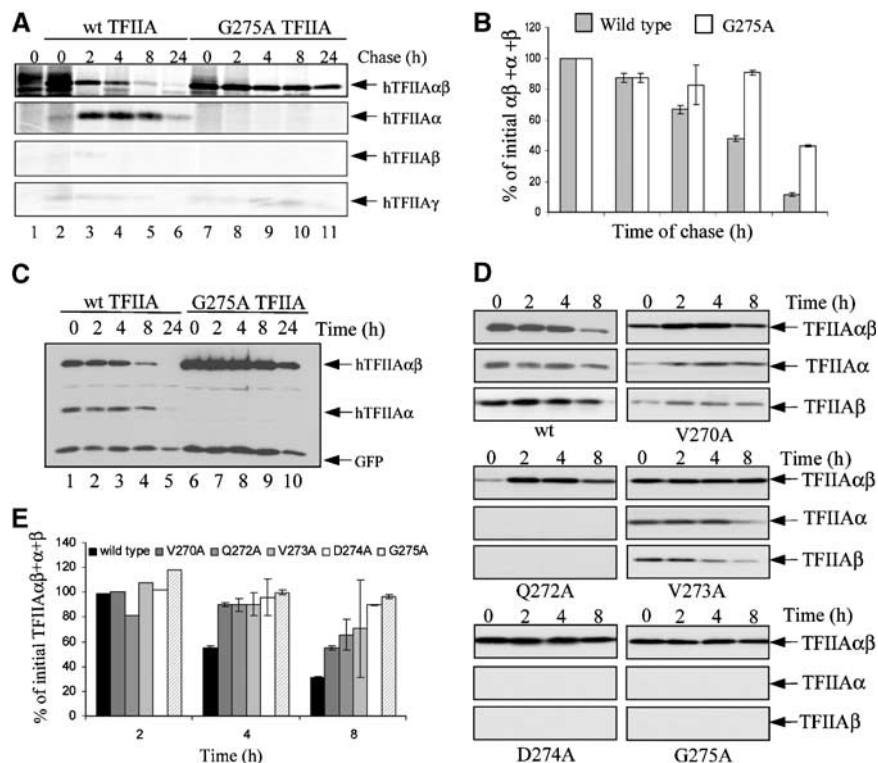 A
wt TFIIA G275A TFIIA
0 0 2 4 8 24 0 2 4 8 24 Chase (h)
hTFIIAαβ
hTFIIAα
hTFIIAβ
hTFIIAγ
1 2 3 4 5 6 7 8 9 10 11
B
Wild type G275A
% of initial αβ +α +β
120
100
80
60
40
20
0
Time of chase (h)
C
wt TFIIA G275A TFIIA
0 2 4 8 24 0 2 4 8 24 Time (h)
hTFIIAαβ
hTFIIAα
GFP
1 2 3 4 5 6 7 8 9 10
D
0 2 4 8 0 2 4 8 Time (h)
TFIIAαβ
TFIIAα
TFIIAβ
wt V270A
Time (h) 0 2 4 8 0 2 4 8 Time (h)
TFIIAαβ
TFIIAα
TFIIAβ
Q272A V273A
0 2 4 8 0 2 4 8 Time (h)
TFIIAαβ
TFIIAα
TFIIAβ
D274A G275A
E
wild type V270A Q272A V273A D274A G275A
% of initial TFIIAαβ+α+β
140
120
100
80
60
40
20
0
2 4 8
Time (h)